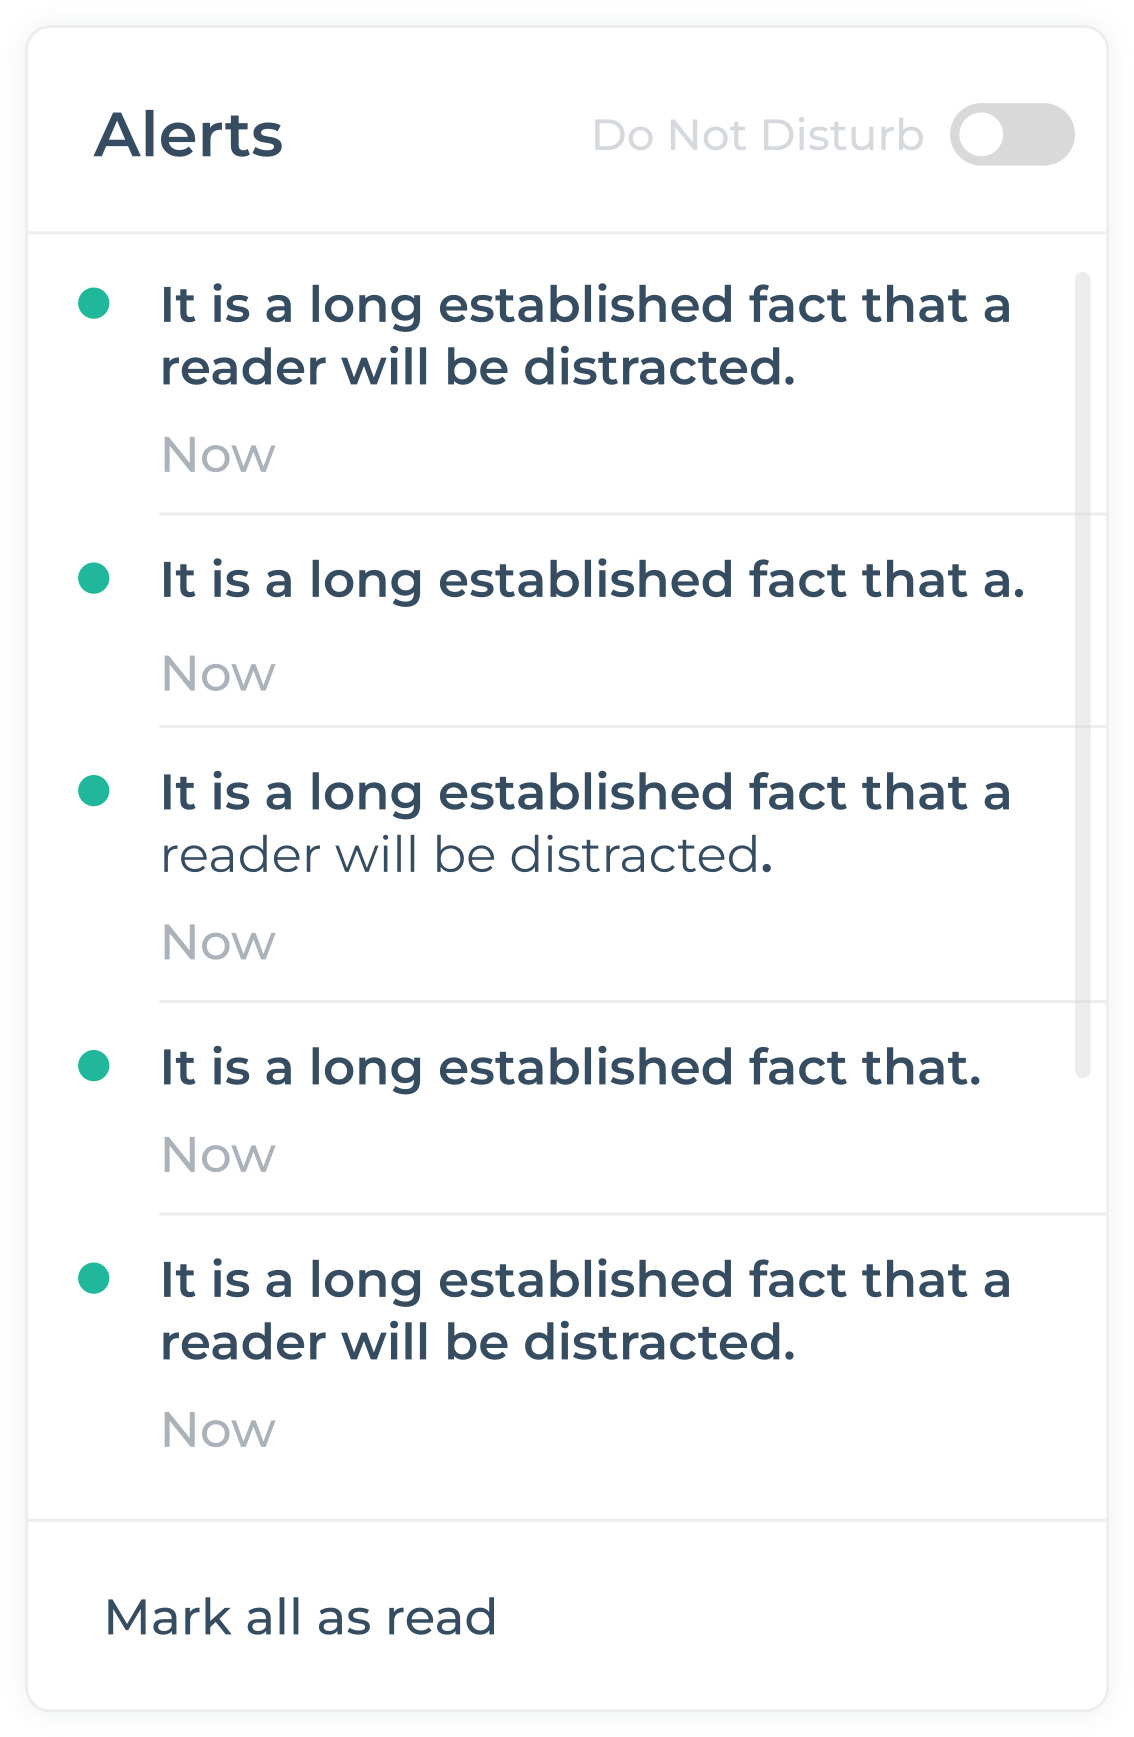 Alerts
Do Not Disturb
It is a long established fact that a
reader will be distracted.
Now
It is a long established fact that a.
Now
It is a long established fact that a
reader will be distracted.
Now
It is a long established fact that.
Now
It is a long established fact that a
reader will be distracted.
Now
Mark all as read